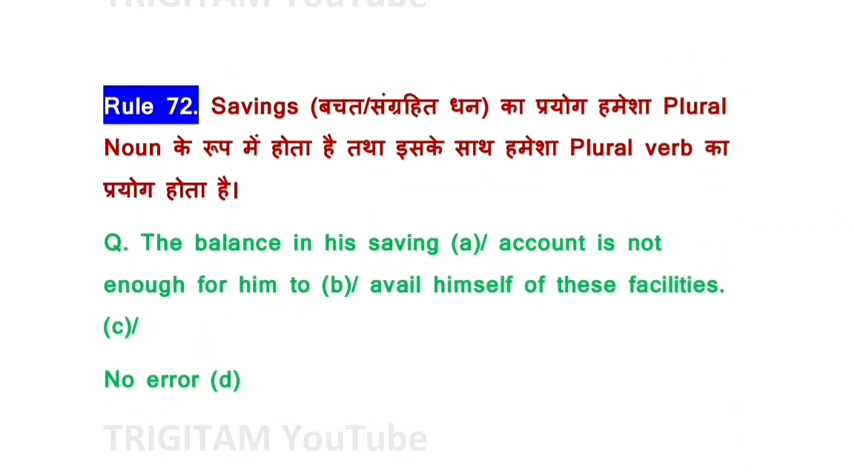 TRIGITAM YouTube
Rule 72. Savings (बचत/संग्रहित धन) का प्रयोग हमेशा Plural
Noun के रूप में होता है तथा इसके साथ हमेशा Plural verb का
प्रयोग होता है।
Q. The balance in his saving (a)/ account is not
enough for him to (b)/ avail himself of these facilities.
(c)/
No error (d)
TRIGITAM YouTube